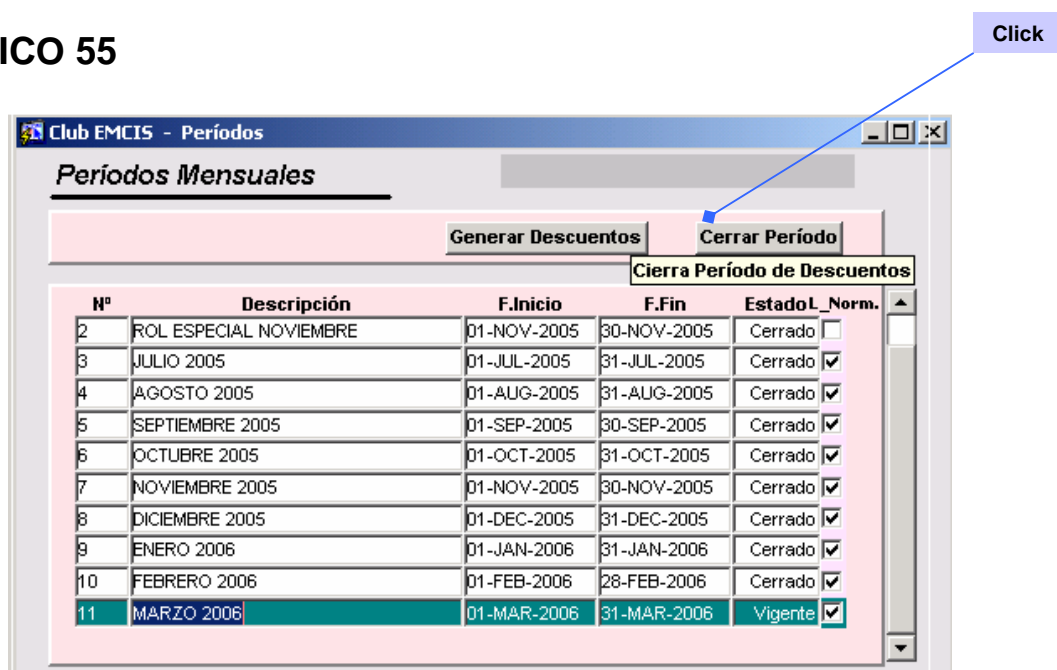 Click
ICO 55
Club EMCIS - Períodos
Períodos Mensuales
Generar Descuentos Cerrar Período
Cierra Período de Descuentos
Nº Descripción F.Inicio F.Fin Estado L_Norm.
2 ROL ESPECIAL NOVIEMBRE 01-NOV-2005 30-NOV-2005 Cerrado
3 JULIO 2005 01-JUL-2005 31-JUL-2005 Cerrado
4 AGOSTO 2005 01-AUG-2005 31-AUG-2005 Cerrado
5 SEPTIEMBRE 2005 01-SEP-2005 30-SEP-2005 Cerrado
6 OCTUBRE 2005 01-OCT-2005 31-OCT-2005 Cerrado
7 NOVIEMBRE 2005 01-NOV-2005 30-NOV-2005 Cerrado
8 DICIEMBRE 2005 01-DEC-2005 31-DEC-2005 Cerrado
9 ENERO 2006 01-JAN-2006 31-JAN-2006 Cerrado
10 FEBRERO 2006 01-FEB-2006 28-FEB-2006 Cerrado
11 MARZO 2006 01-MAR-2006 31-MAR-2006 Vigente